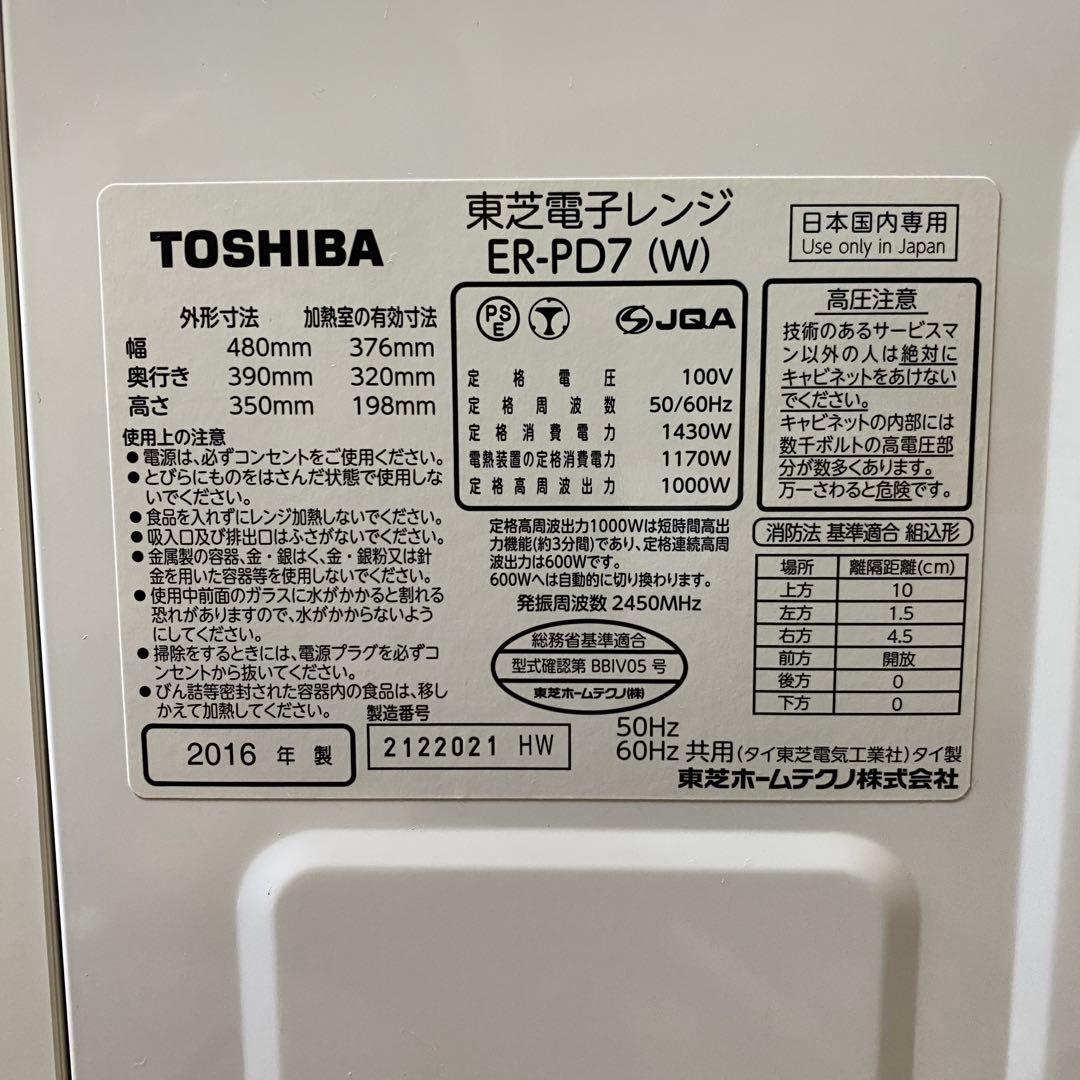 TOSHIBA
東芝電子レンジ
ER-PD7 (W)
日本国内専用
Use only in Japan
外形寸法 加熱室の有効寸法
幅 480mm 376mm
奥行き 390mm 320mm
高さ 350mm 198mm
使用上の注意
●電源は、必ずコンセントをご使用ください。
●とびらにものをはさんだ状態で使用しな
いでください。
●食品を入れずにレンジ加熱しないでください。
●吸入口及び排出口はふさがないでください。
●金属製の容器、金・銀はく、金・銀粉又は針
金を用いた容器等を使用しないでください。
●使用中前面のガラスに水がかかると割れる
恐れがありますので、水がかからないよう
にしてください。
●掃除をするときには、電源プラグを必ずコ
ンセントから抜いてください。
●びん詰等密封された容器内の食品は、移し
かえて加熱してください。
2016 年 製
製造番号
2122021 HW
PS
E
JQA
定格電圧 100V
定格周波数 50/60Hz
定格消費電力 1430W
電熱装置の定格消費電力 1170W
定格高周波出力 1000W
定格高周波出力1000Wは短時間高出
力機能(約3分間)であり、定格連続高周
波出力は600Wです。
600Wへは自動的に切り換わります。
発振周波数 2450MHz
総務省基準適合
型式確認第 BBIV05 号
東芝ホームテクノ(株)
高圧注意
技術のあるサービスマ
ン以外の人は絶対に
キャビネットをあけない
でください。
キャビネットの内部には
数千ボルトの高電圧部
分が数多くあります。
万一さわると危険です。
消防法 基準適合 組込形
場所 離隔距離(cm)
上方 10
左方 1.5
右方 4.5
前方 開放
後方 0
下方 0
50Hz
60Hz 共用 (タイ東芝電気工業社)タイ製
東芝ホームテクノ株式会社